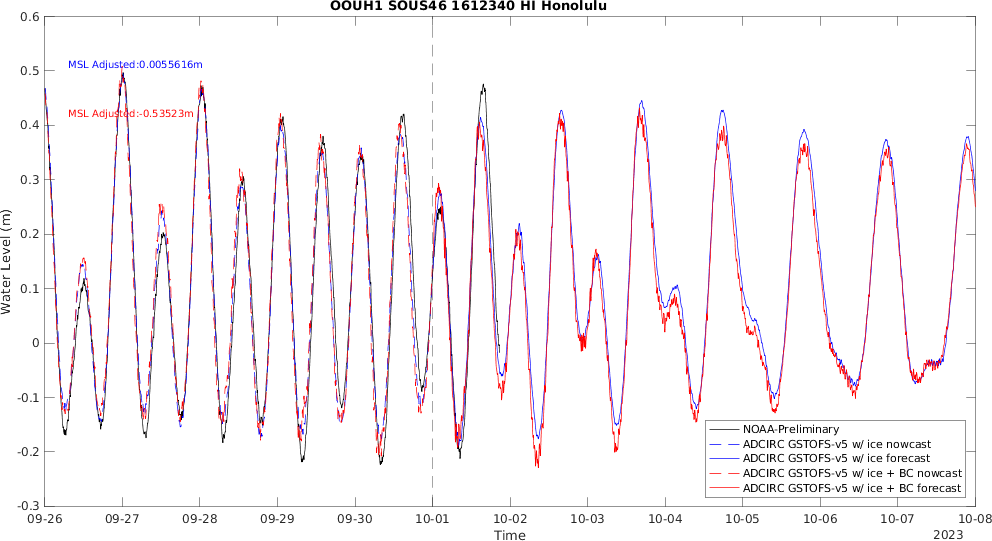 OOUH1 SOUS46 1612340 HI Honolulu
0.6
0.5
0.4
0.3
0.2
0.1
0
-0.1
-0.2
-0.3
Water Level (m)
MSL Adjusted:0.0055616m
MSL Adjusted:-0.53523m
NOAA-Preliminary
ADCIRC GSTOFS-v5 w/ ice nowcast
ADCIRC GSTOFS-v5 w/ ice forecast
ADCIRC GSTOFS-v5 w/ ice + BC nowcast
ADCIRC GSTOFS-v5 w/ ice + BC forecast
09-26 09-27 09-28 09-29 09-30 10-01 10-02 10-03 10-04 10-05 10-06 10-07 10-08
Time
2023